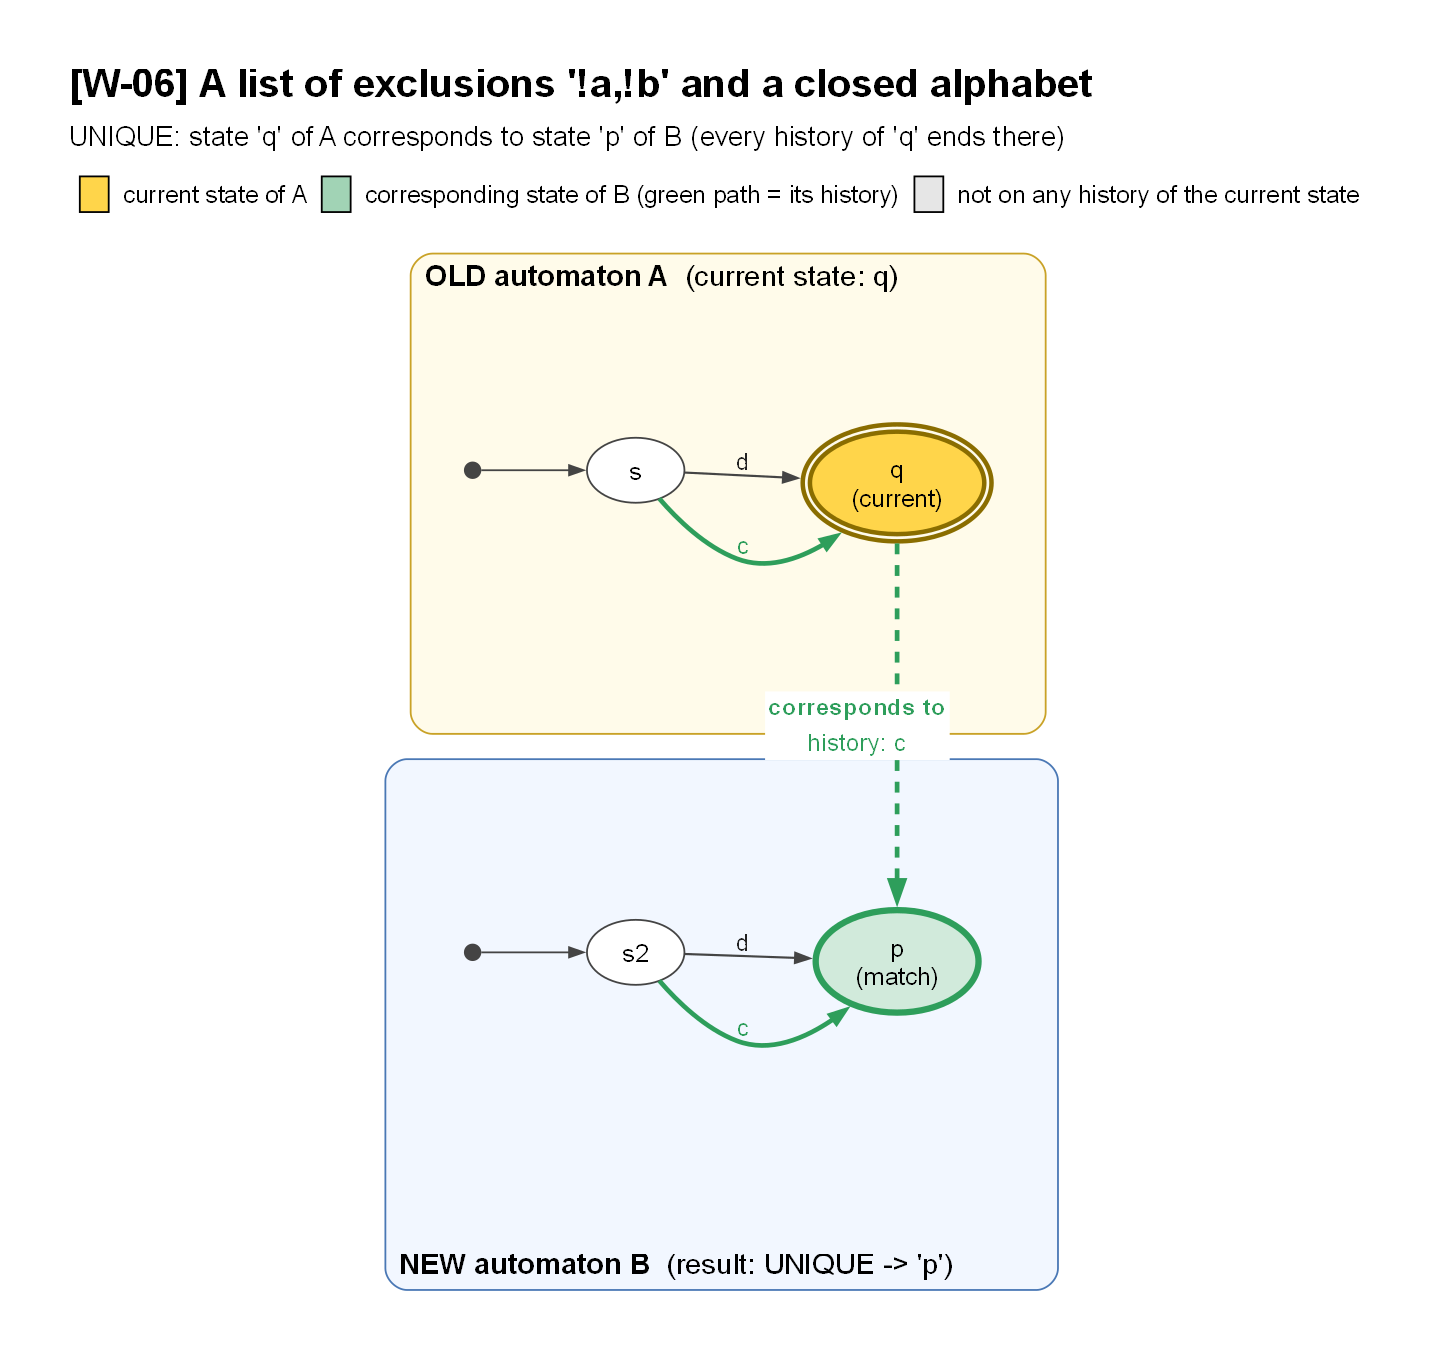 [W-06] A list of exclusions '!a,!b' and a closed alphabet
UNIQUE: state 'q' of A corresponds to state 'p' of B (every history of 'q' ends there)
current state of A
corresponding state of B (green path = its history)
not on any history of the current state
OLD automaton A (current state: q)
s
d
q
(current)
c
corresponds to
history: c
s2
d
p
(match)
c
NEW automaton B (result: UNIQUE -> 'p')